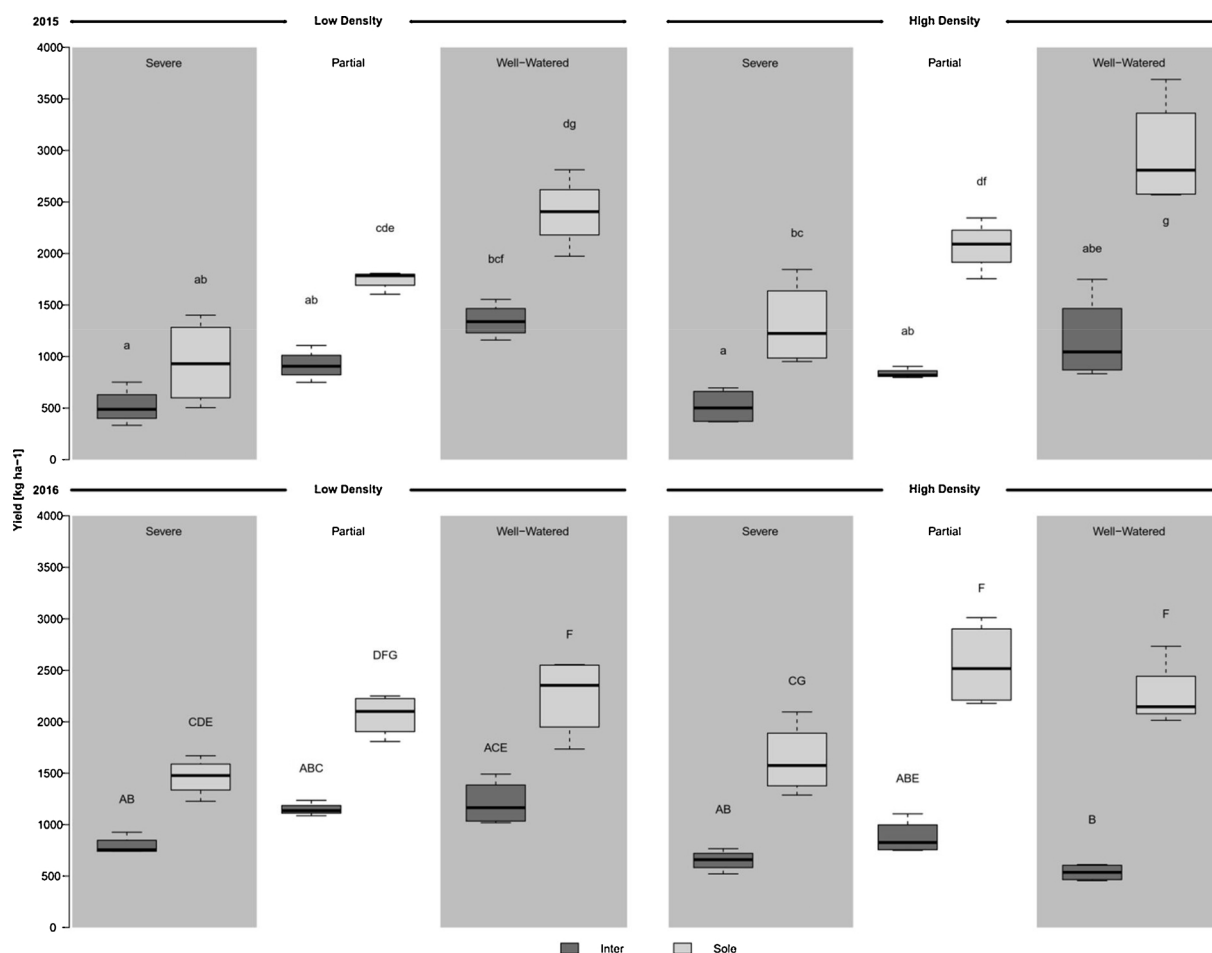 2015 Low Density High Density
Severe Partial Well−Watered Severe Partial Well−Watered
4000
3500
3000
2500
2000
1500
1000
500
0
a ab ab cde bcf dg a bc ab df abe g
Yield [kg ha−1]
2016 Low Density High Density
Severe Partial Well−Watered Severe Partial Well−Watered
4000
3500
3000
2500
2000
1500
1000
500
0
AB CDE ABC DFG ACE F AB CG ABE F B F
Inter Sole